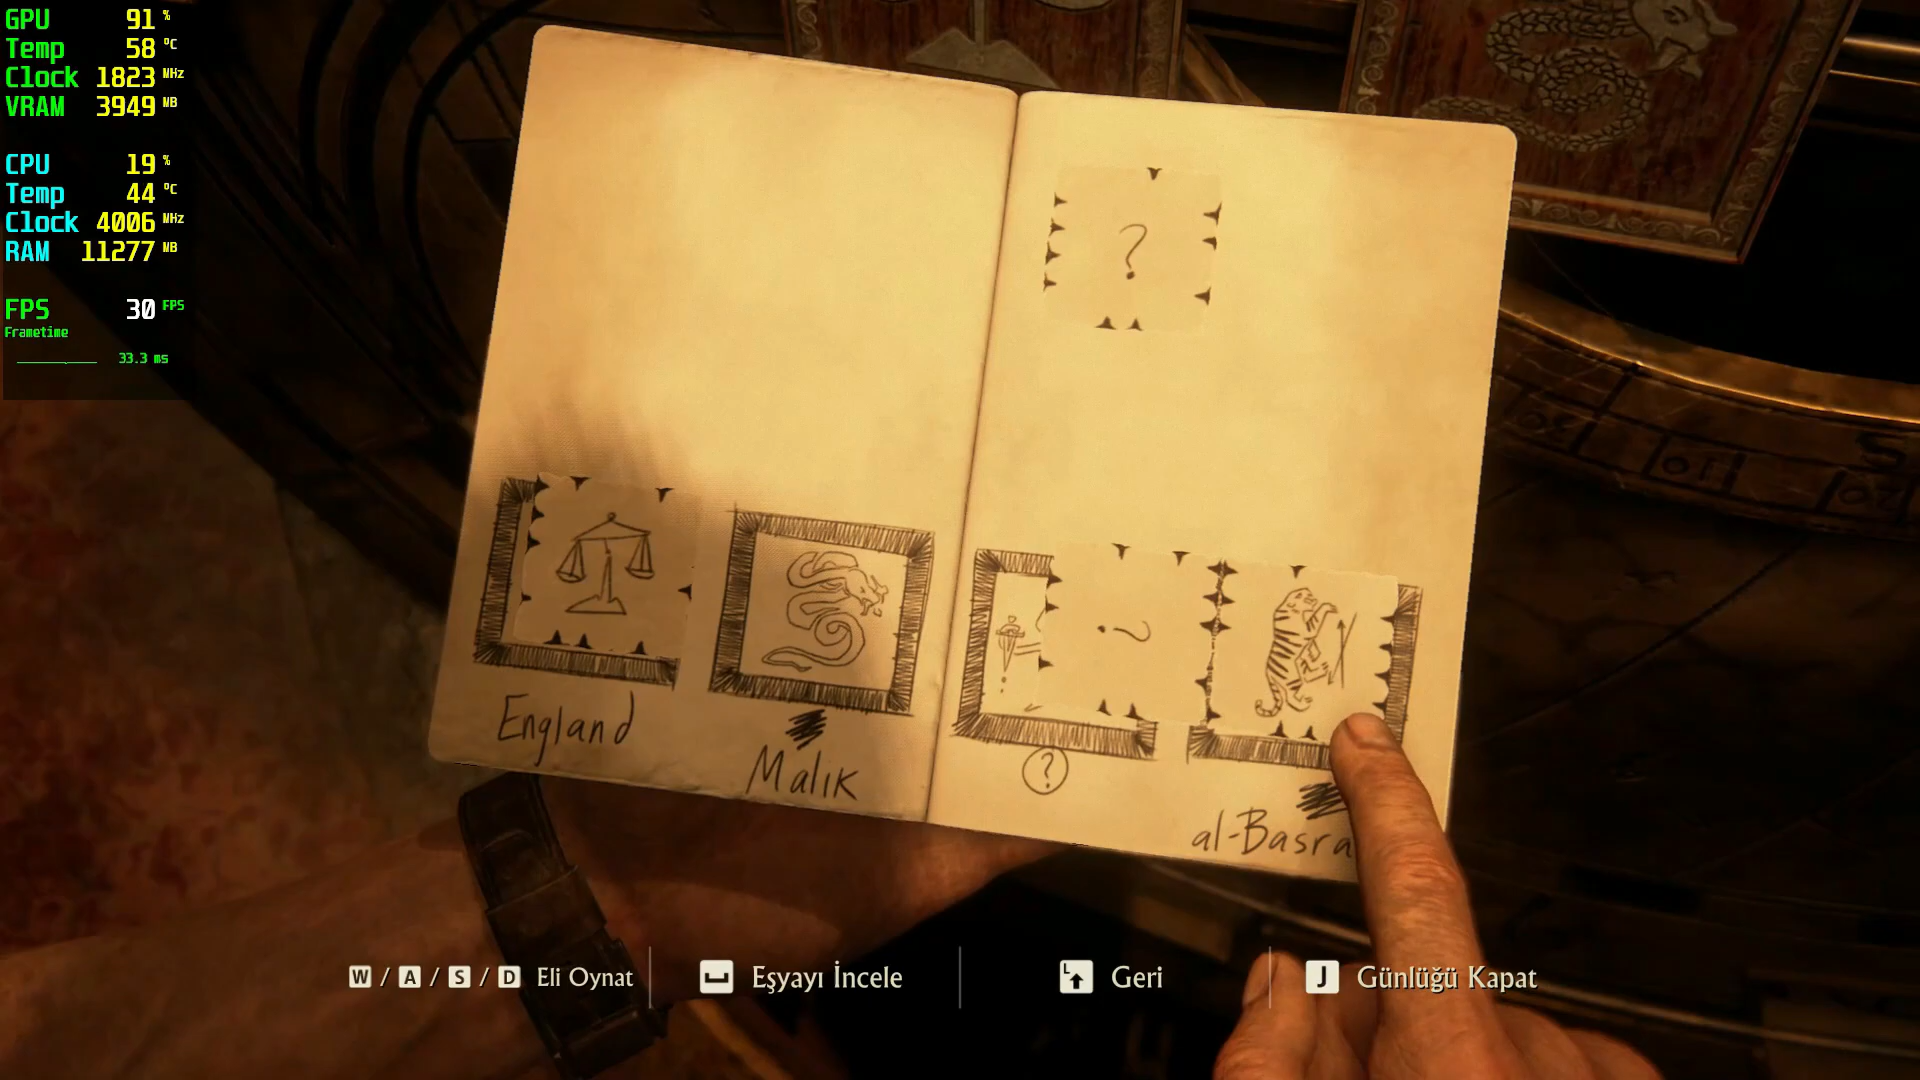 GPU 91 %
Temp 58 °C
Clock 1823 MHz
VRAM 3949 MB
CPU 19 %
Temp 44 °C
Clock 4006 MHz
RAM 11277 MB
FPS 30 FPS
Frametime
33.3 ms
?
?
England
Malik
?
al-Basra
01
W / A / S / D Eli Oynat
Eşyayı İncele
L Geri
J Günlüğü Kapat